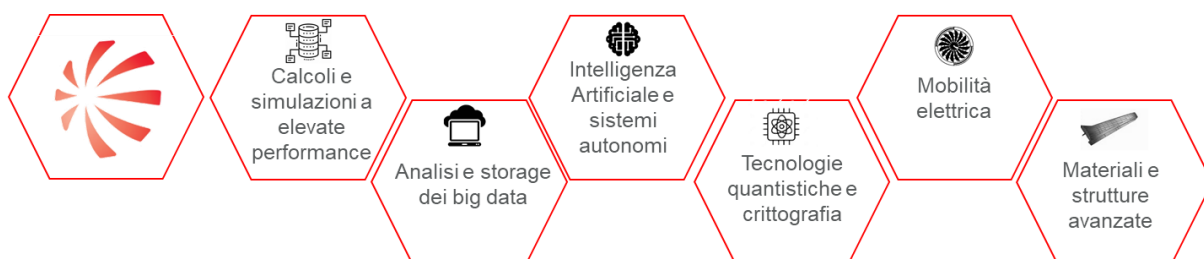 Calcoli e
simulazioni a
elevate
performance
Analisi e storage
dei big data
Intelligenza
Artificiale e
sistemi
autonomi
Tecnologie
quantistiche e
crittografia
Mobilità
elettrica
Materiali e
strutture
avanzate